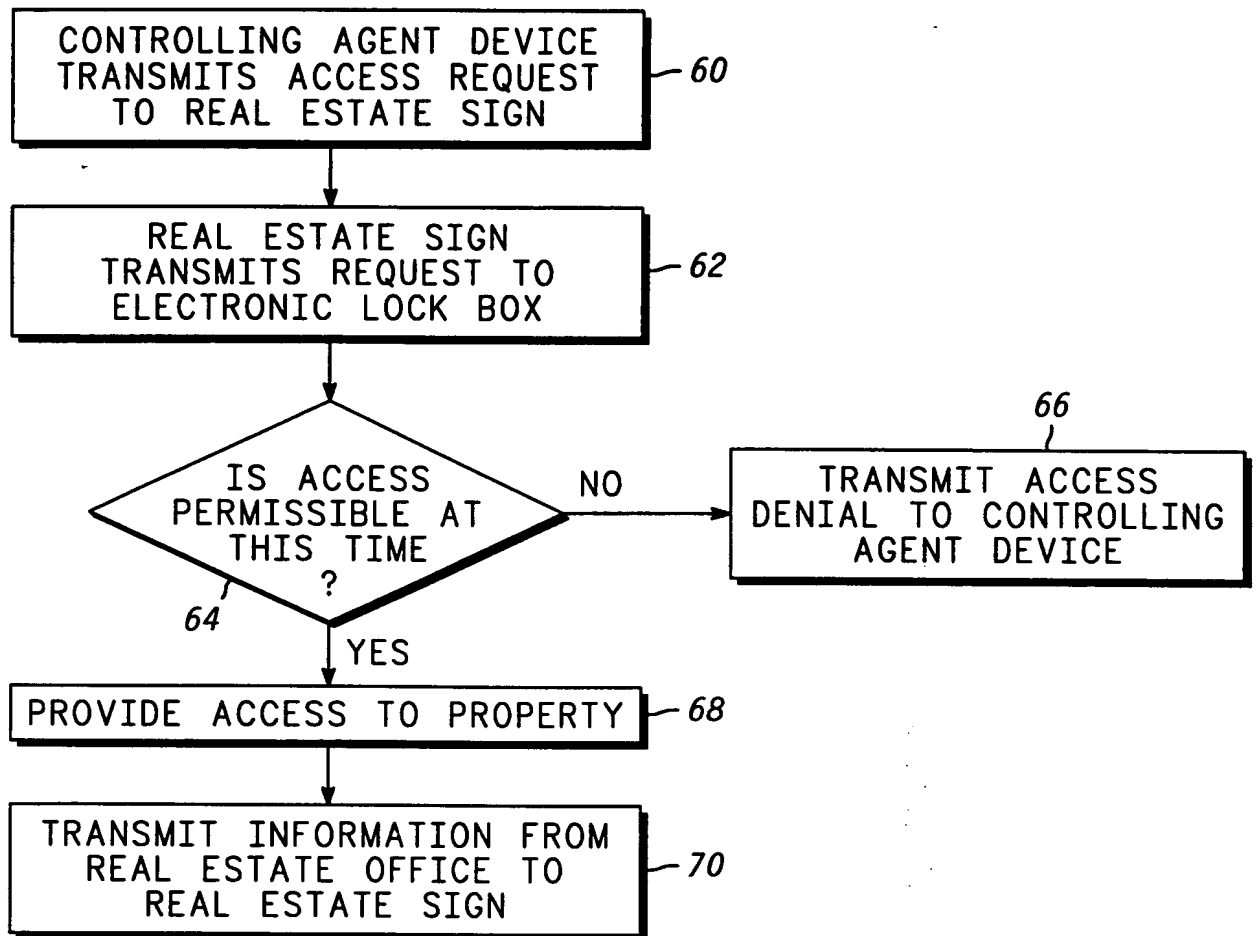 CONTROLLING AGENT DEVICE
TRANSMITS ACCESS REQUEST
TO REAL ESTATE SIGN
60
REAL ESTATE SIGN
TRANSMITS REQUEST TO
ELECTRONIC LOCK BOX
62
IS ACCESS
PERMISSIBLE AT
THIS TIME
?
64
NO
66
TRANSMIT ACCESS
DENIAL TO CONTROLLING
AGENT DEVICE
YES
PROVIDE ACCESS TO PROPERTY
68
TRANSMIT INFORMATION FROM
REAL ESTATE OFFICE TO
REAL ESTATE SIGN
70